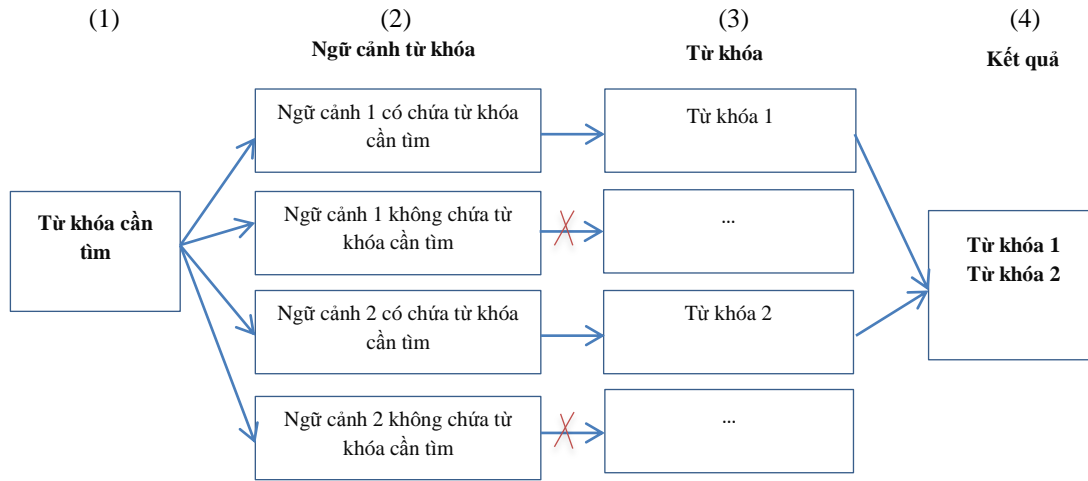 (1)
(2)
(3)
(4)
Ngữ cảnh từ khóa
Từ khóa
Kết quả
Ngữ cảnh 1 có chứa từ khóa
cần tìm
Từ khóa 1
Từ khóa cần
tìm
Ngữ cảnh 1 không chứa từ
khóa cần tìm
...
Từ khóa 1
Từ khóa 2
Ngữ cảnh 2 có chứa từ khóa
cần tìm
Từ khóa 2
Ngữ cảnh 2 không chứa từ
khóa cần tìm
...